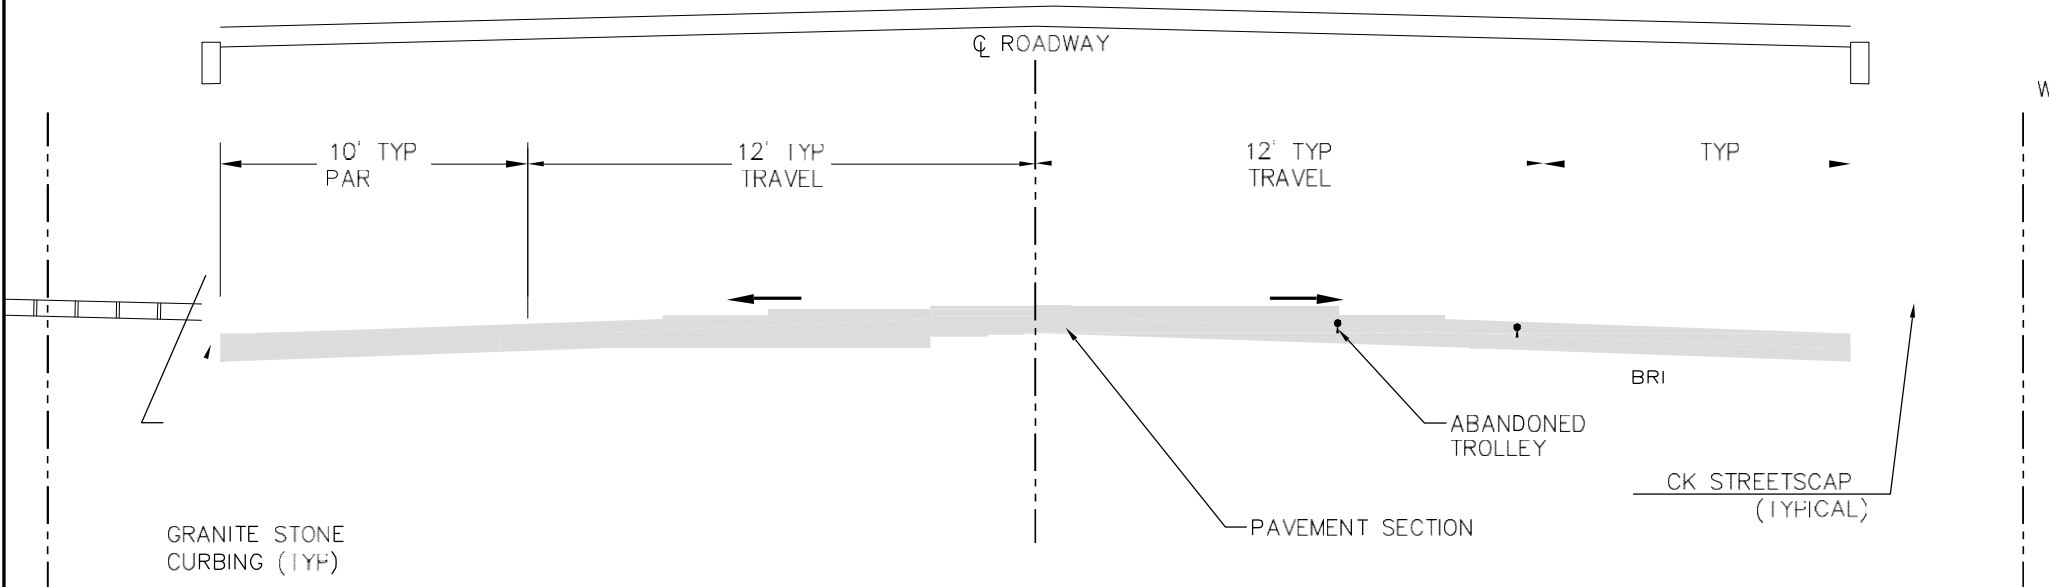 ℄ ROADWAY
W
10' TYP
PAR
12' TYP
TRAVEL
12' TYP
TRAVEL
TYP
BRI
ABANDONED
TROLLEY
CK STREETSCAP
(TYPICAL)
PAVEMENT SECTION
GRANITE STONE
CURBING (TYP)